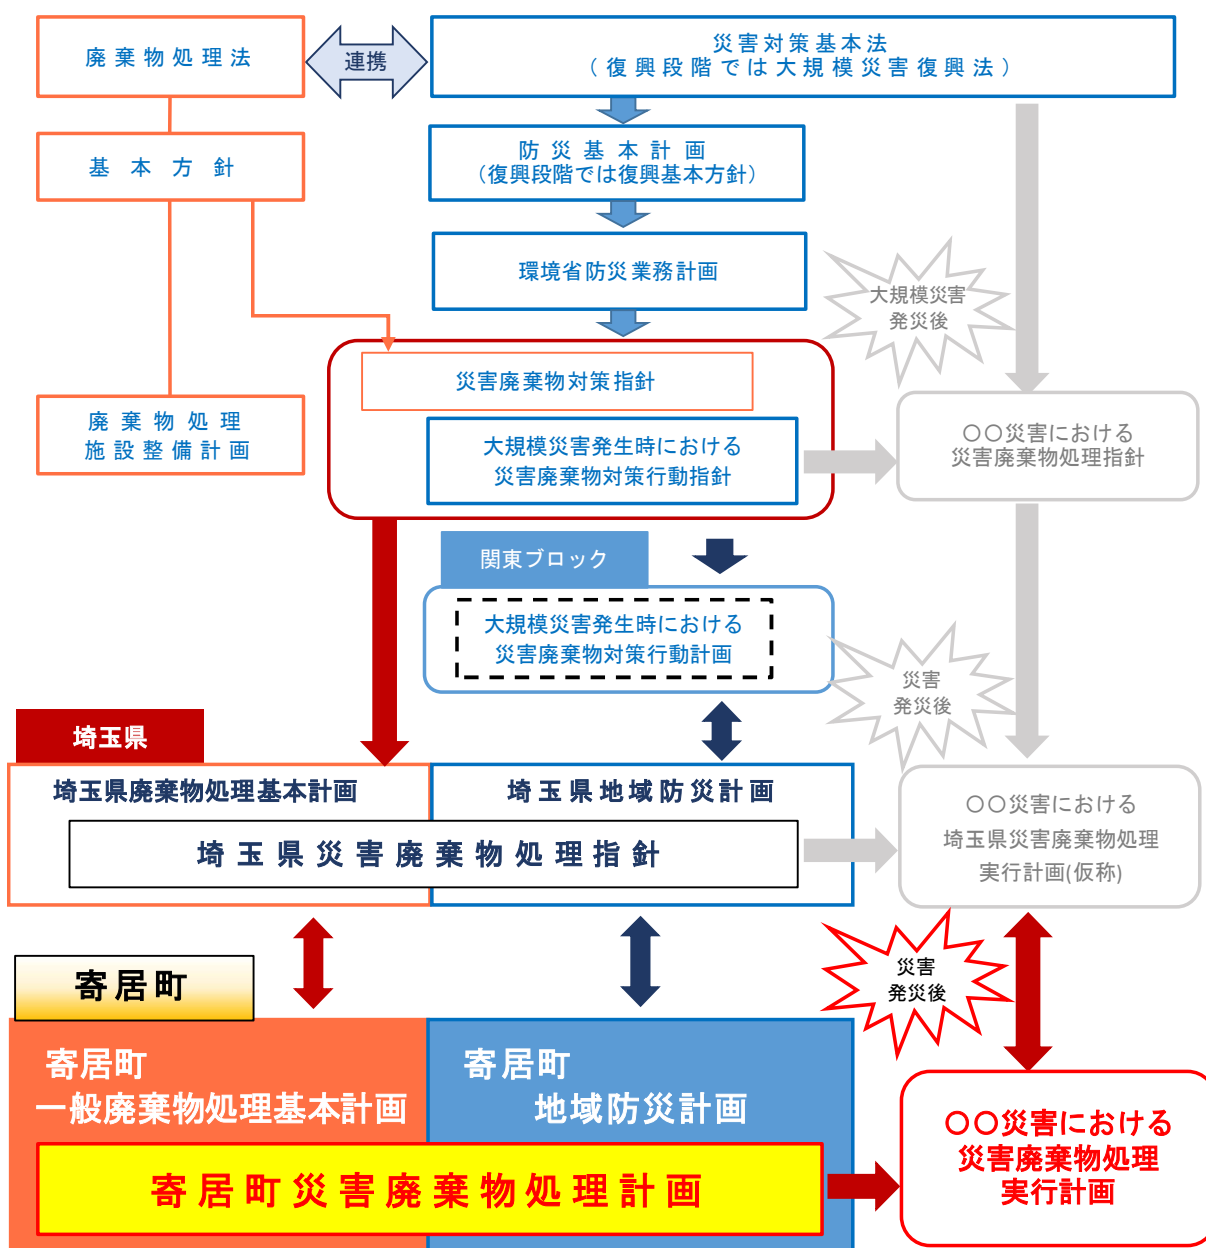 廃棄物処理法
連携
災害対策基本法
(復興段階では大規模災害復興法)
基本方針
防災基本計画
(復興段階では復興基本方針)
環境省防災業務計画
大規模災害
発災後
災害廃棄物対策指針
廃棄物処理
施設整備計画
大規模災害発生時における
災害廃棄物対策行動指針
〇〇災害における
災害廃棄物処理指針
関東ブロック
大規模災害発生時における
災害廃棄物対策行動計画
災害
発災後
埼玉県
埼玉県廃棄物処理基本計画
埼玉県地域防災計画
埼玉県災害廃棄物処理指針
〇〇災害における
埼玉県災害廃棄物処理
実行計画(仮称)
災害
発災後
寄居町
寄居町
一般廃棄物処理基本計画
寄居町
地域防災計画
寄居町災害廃棄物処理計画
〇〇災害における
災害廃棄物処理
実行計画